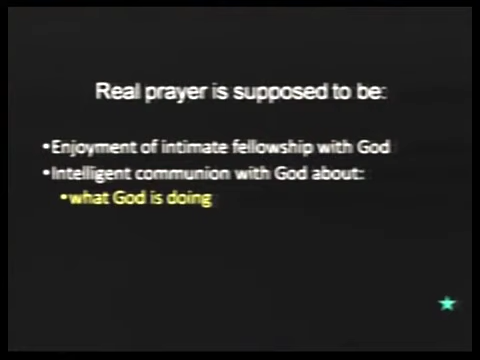 Real prayer is supposed to be:
•Enjoyment of intimate fellowship with God
•Intelligent communion with God about:
•what God is doing